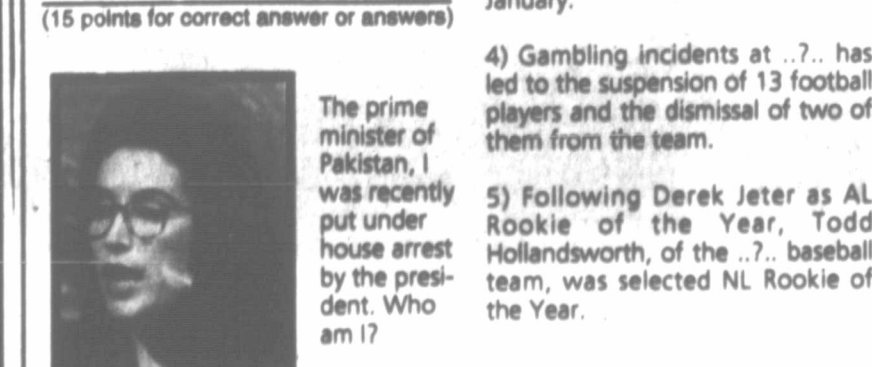 (15 points for correct answer or answers)
The prime
minister of
Pakistan, I
was recently
put under
house arrest
by the presi-
dent. Who
am I?
January.
4) Gambling incidents at ..?.. has
led to the suspension of 13 football
players and the dismissal of two of
them from the team.
5) Following Derek Jeter as AL
Rookie of the Year, Todd
Hollandsworth, of the ..?.. baseball
team, was selected NL Rookie of
the Year.